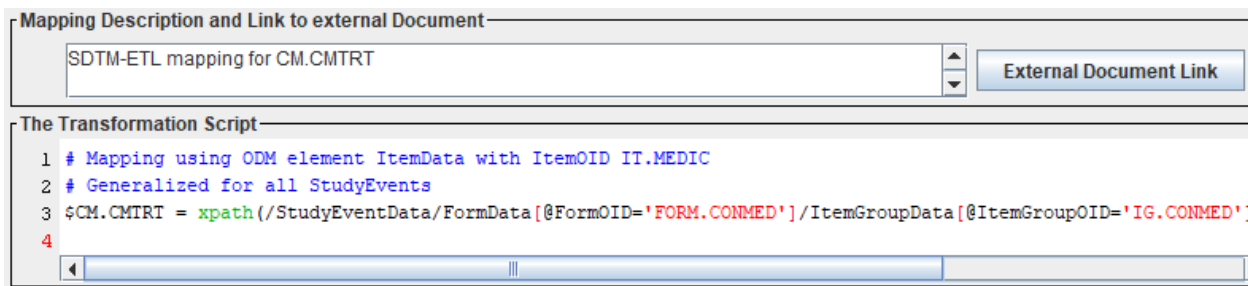 Mapping Description and Link to external Document
SDTM-ETL mapping for CM.CMTRT
External Document Link
The Transformation Script
1 # Mapping using ODM element ItemData with ItemOID IT.MEDIC
2 # Generalized for all StudyEvents
3 $CM.CMTRT = xpath(/StudyEventData/FormData[@FormOID='FORM.CONMED']/ItemGroupData[@ItemGroupOID='IG.CONMED']
4